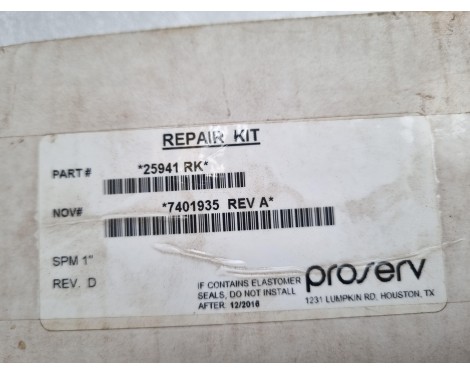 REPAIR KIT
PART# *25941 RK*
NOV# *7401935 REV A*
SPM 1"
REV. D
IF CONTAINS ELASTOMER
SEALS, DO NOT INSTALL
AFTER 12/2016
proserv
1231 LUMPKIN RD, HOUSTON, TX